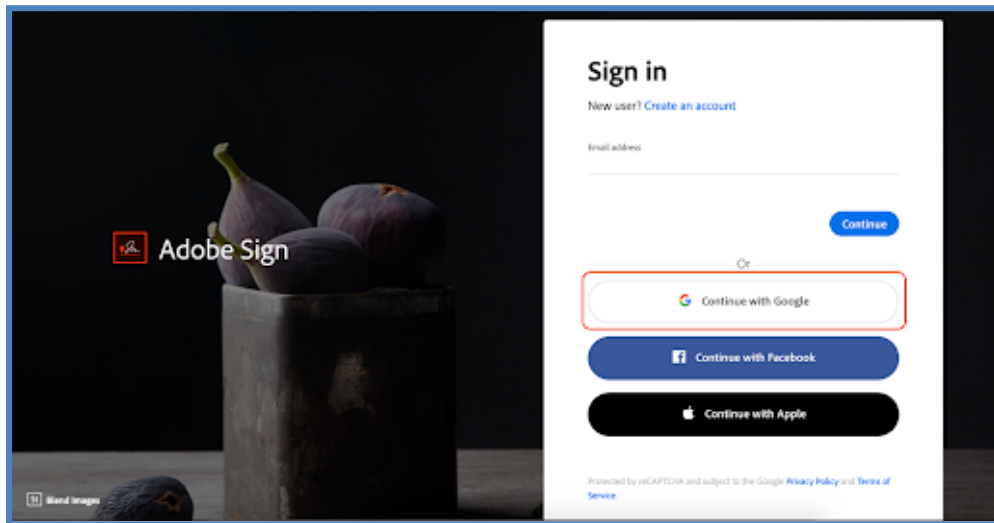 Sign in
New user? Create an account
Email address
Continue
Or
Continue with Google
Continue with Facebook
Continue with Apple
Protected by reCAPTCHA and subject to the Google Privacy Policy and Terms of
Service.
Adobe Sign
St Blend Images